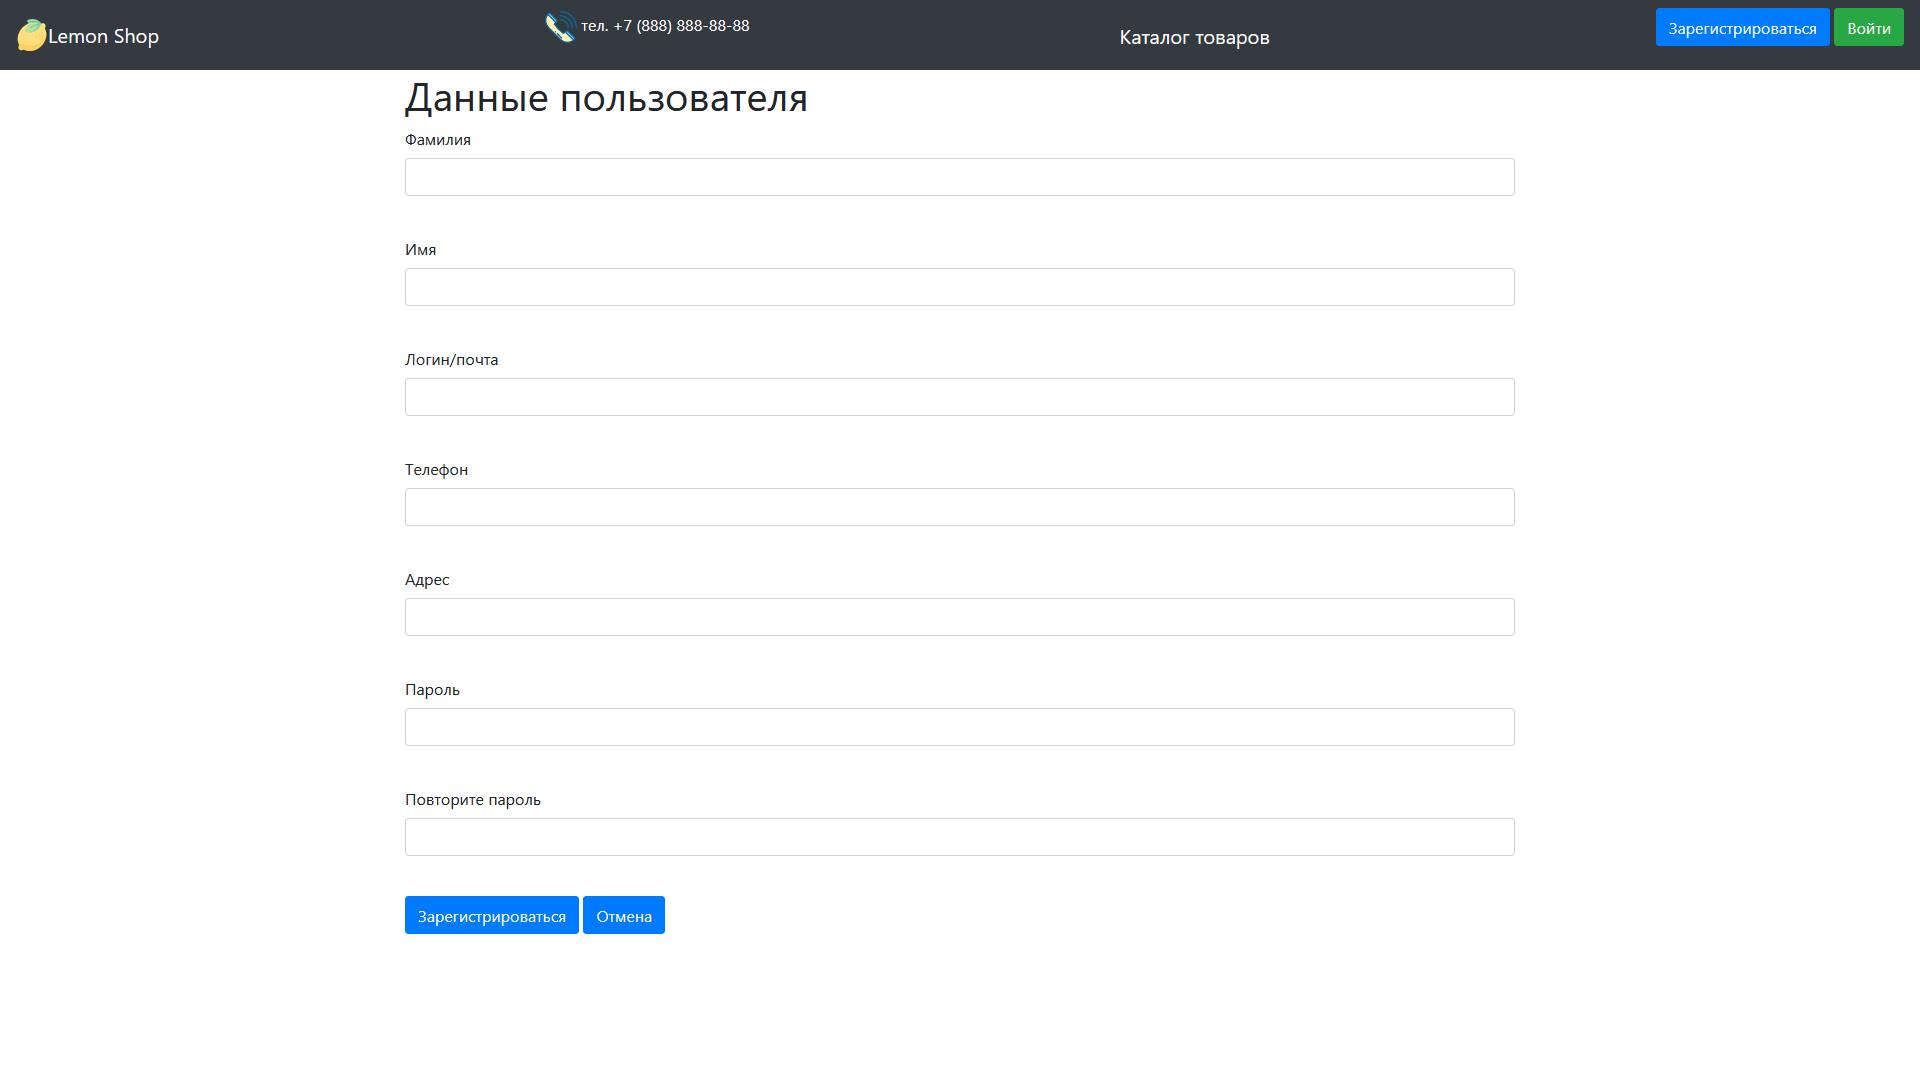 Lemon Shop
тел. +7 (888) 888-88-88
Каталог товаров
Зарегистрироваться
Войти
Данные пользователя
Фамилия
Имя
Логин/почта
Телефон
Адрес
Пароль
Повторите пароль
Зарегистрироваться
Отмена